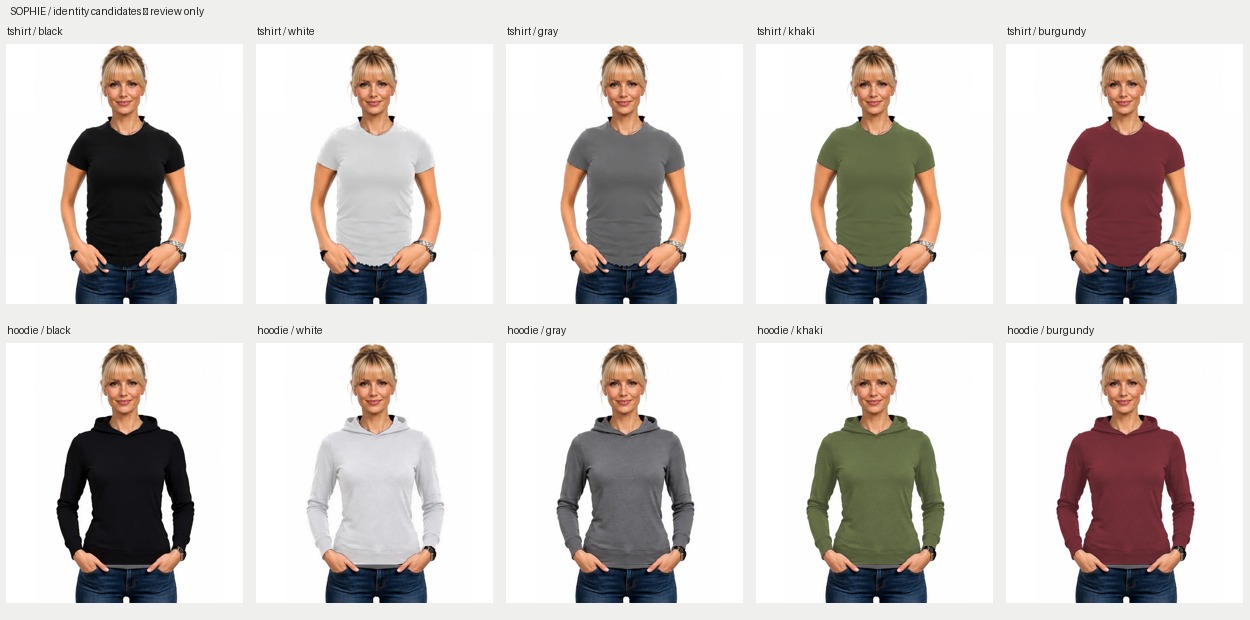 SOPHIE / identity candidates▯ review only
tshirt / black
tshirt / white
tshirt / gray
tshirt / khaki
tshirt / burgundy
hoodie / black
hoodie / white
hoodie / gray
hoodie / khaki
hoodie / burgundy